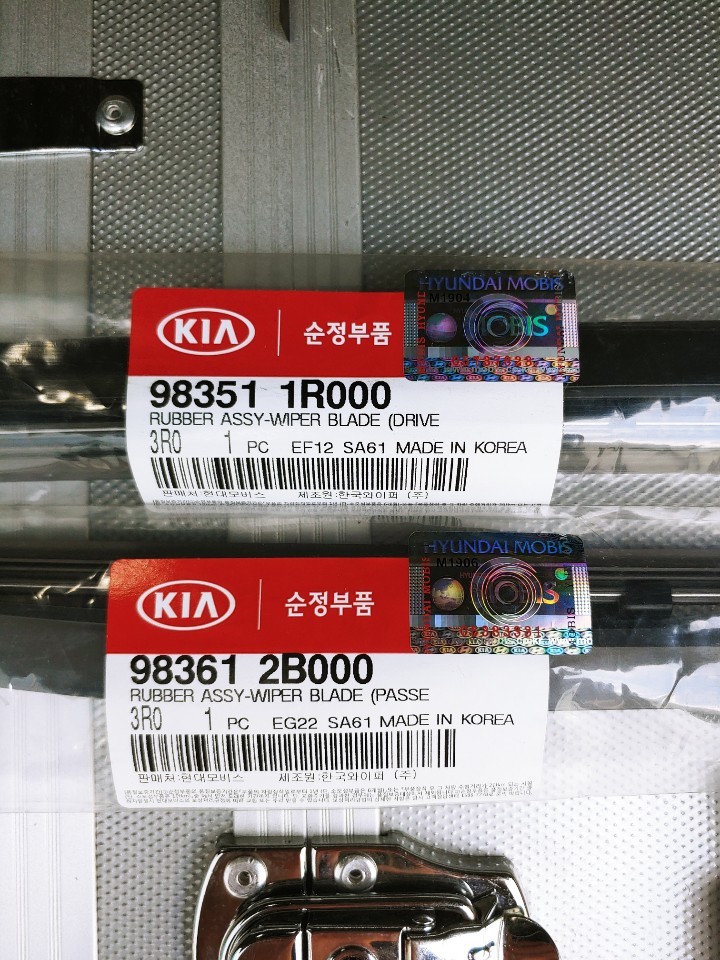 HYUNDAI MOBIS
M1904
MOBIS
KIA 순정부품
98351 1R000
RUBBER ASSY-WIPER BLADE (DRIVE
3R0 1 PC EF12 SA61 MADE IN KOREA
판매처:현대모비스 제조원:한국와이퍼 (주)
HYUNDAI MOBIS
M1906
KIA 순정부품
98361 2B000
RUBBER ASSY-WIPER BLADE (PASSE
3R0 1 PC EG22 SA61 MADE IN KOREA
판매처:현대모비스 제조원:한국와이퍼 (주)